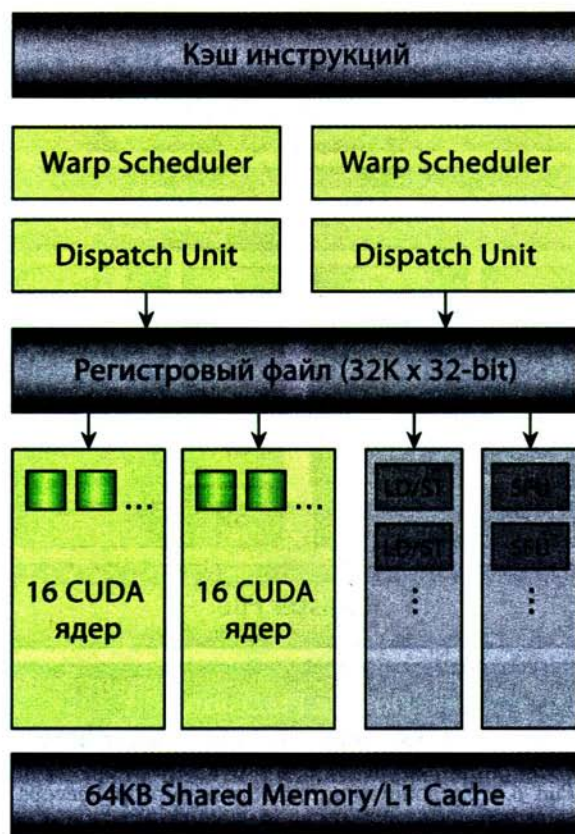 Кэш инструкций
Warp Scheduler
Warp Scheduler
Dispatch Unit
Dispatch Unit
Регистровый файл (32K x 32-bit)
LD/ST
SFU
LD/ST
SFU
...
...
16 CUDA
ядер
16 CUDA
ядер
...
...
64KB Shared Memory/L1 Cache